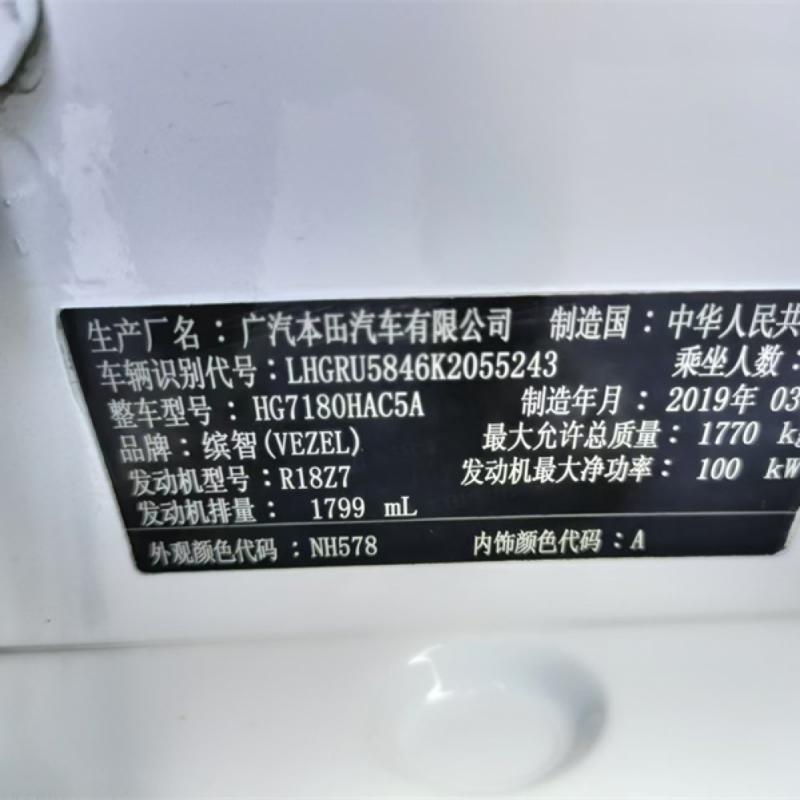 生产厂名：广汽本田汽车有限公司 制造国：中华人民共
车辆识别代号：LHGRU5846K2055243 乘坐人数：
整车型号：HG7180HAC5A 制造年月：2019年 03
品牌：缤智(VEZEL) 最大允许总质量：1770 kg
发动机型号：R18Z7 发动机最大净功率：100 kW
发动机排量：1799 mL
外观颜色代码：NH578 内饰颜色代码：A